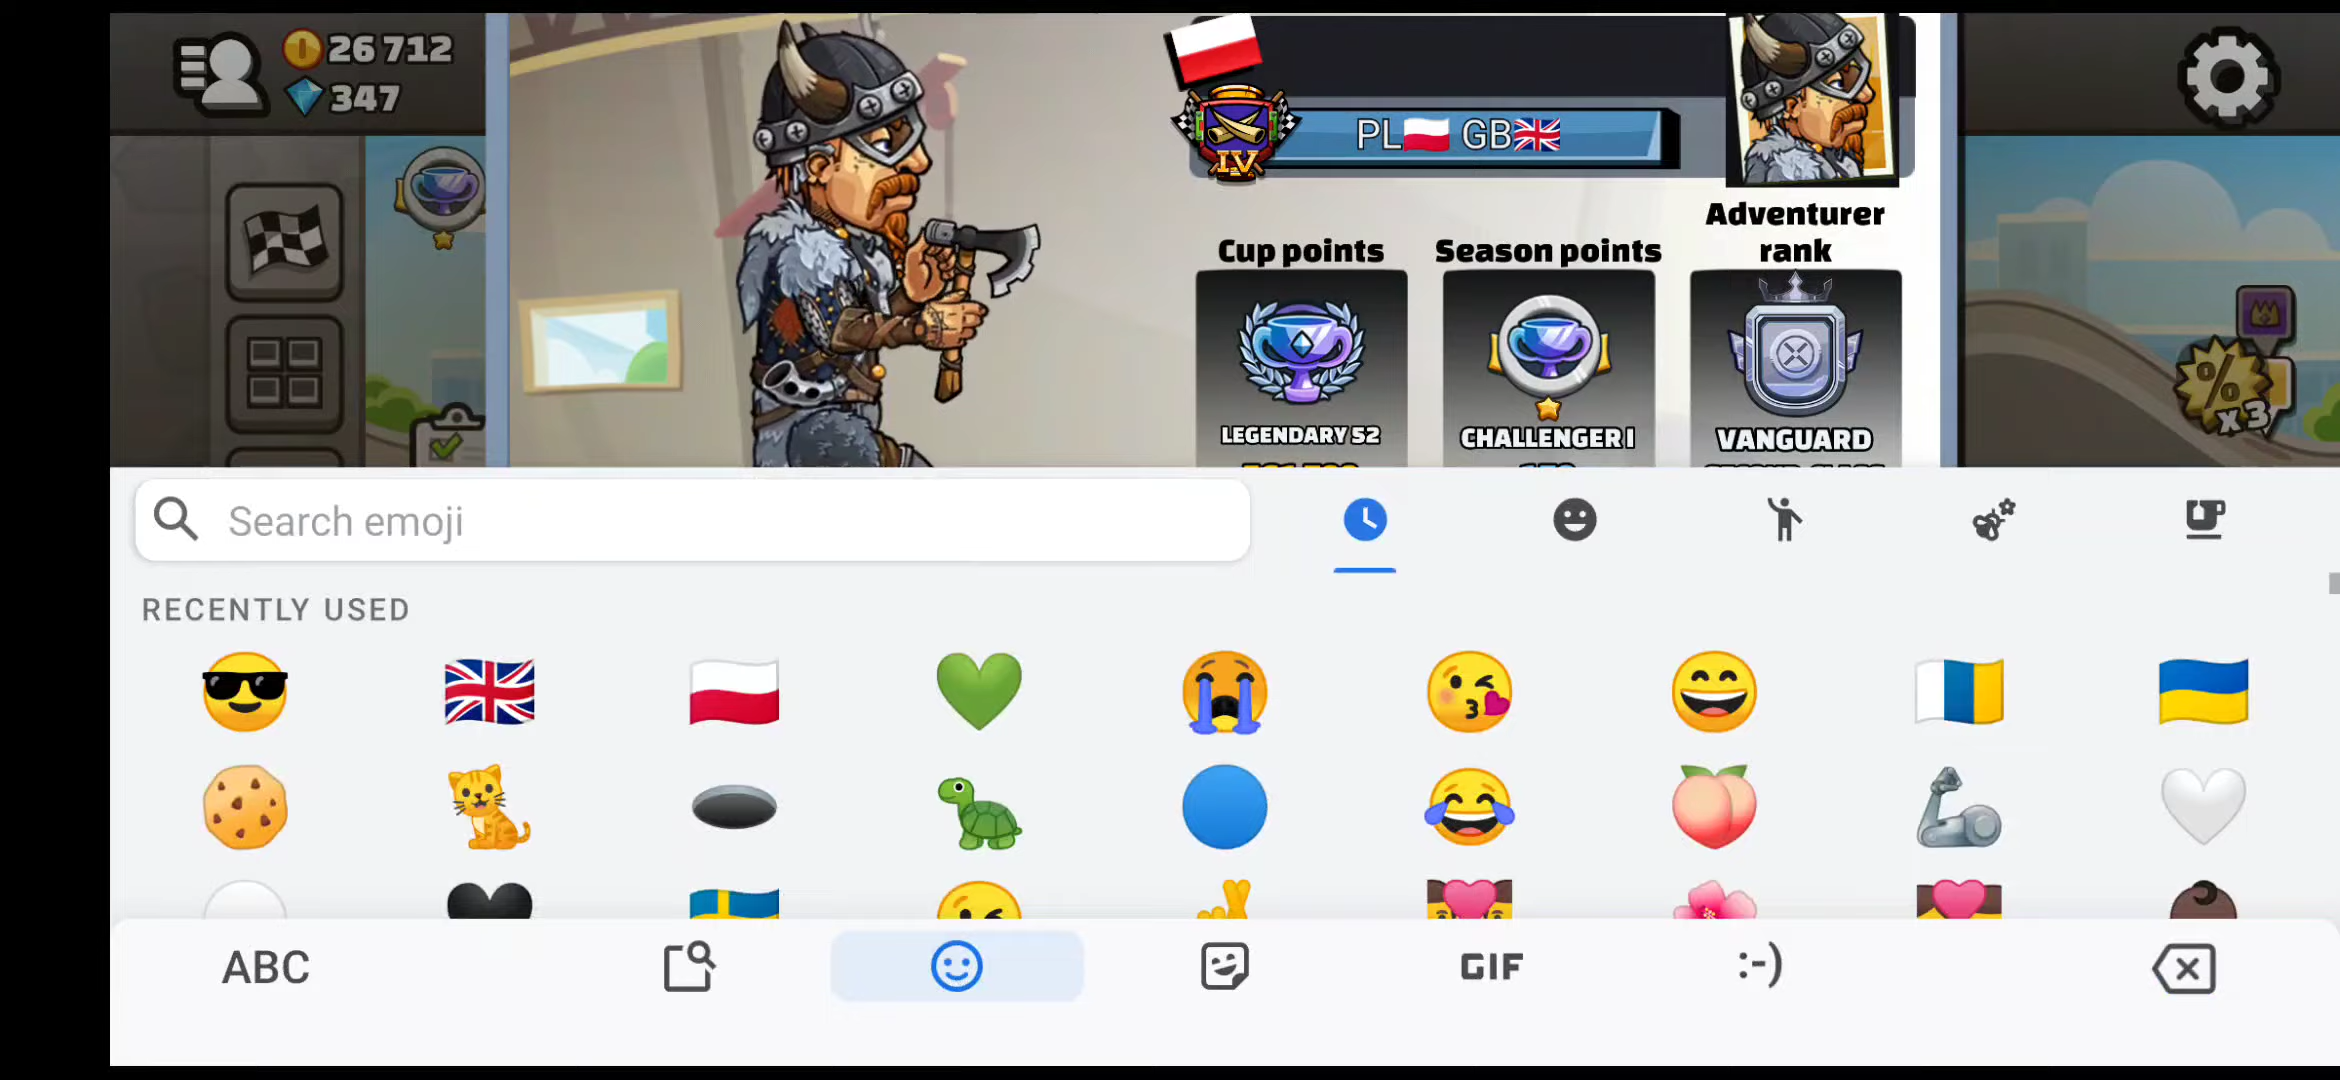 26 712
347
PL🇵🇱 GB🇬🇧
IV
Cup points
Season points
Adventurer
rank
LEGENDARY 52
CHALLENGER I
VANGUARD
%
x3
Search emoji
RECENTLY USED
ABC
GIF
:-)